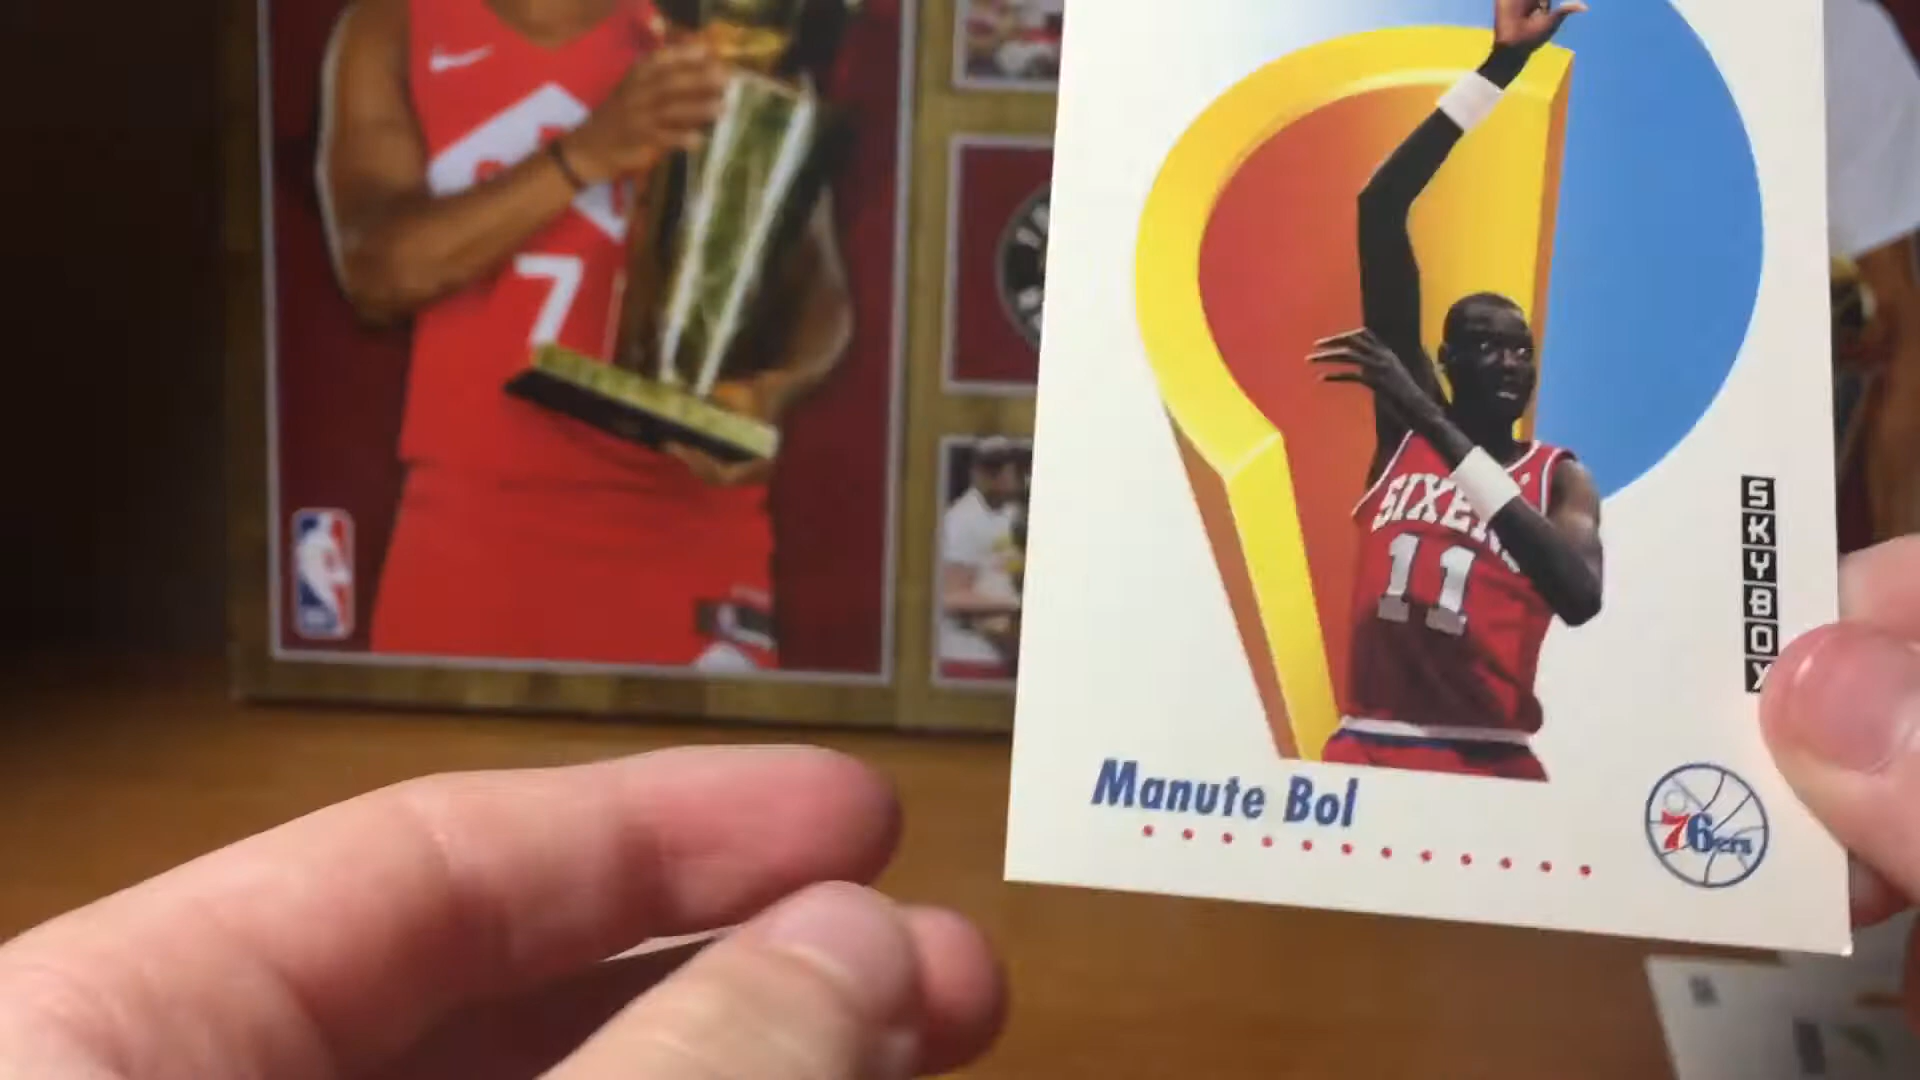 7
SIXERS
11
SKYBOX
Manute Bol
76ers